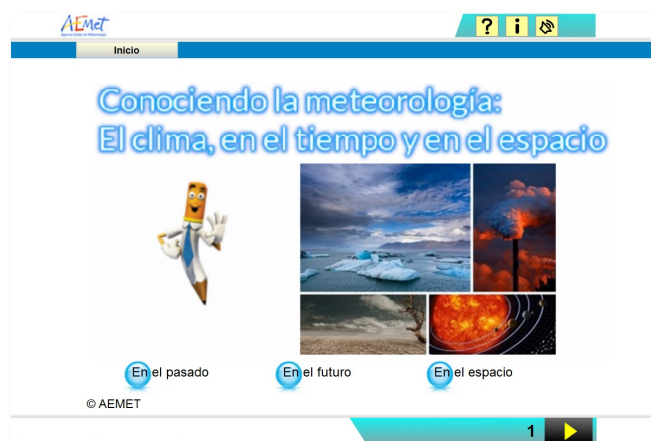 AEMet
? i
Inicio
Conociendo la meteorología:
El clima, en el tiempo y en el espacio
En el pasado
En el futuro
En el espacio
© AEMET
1